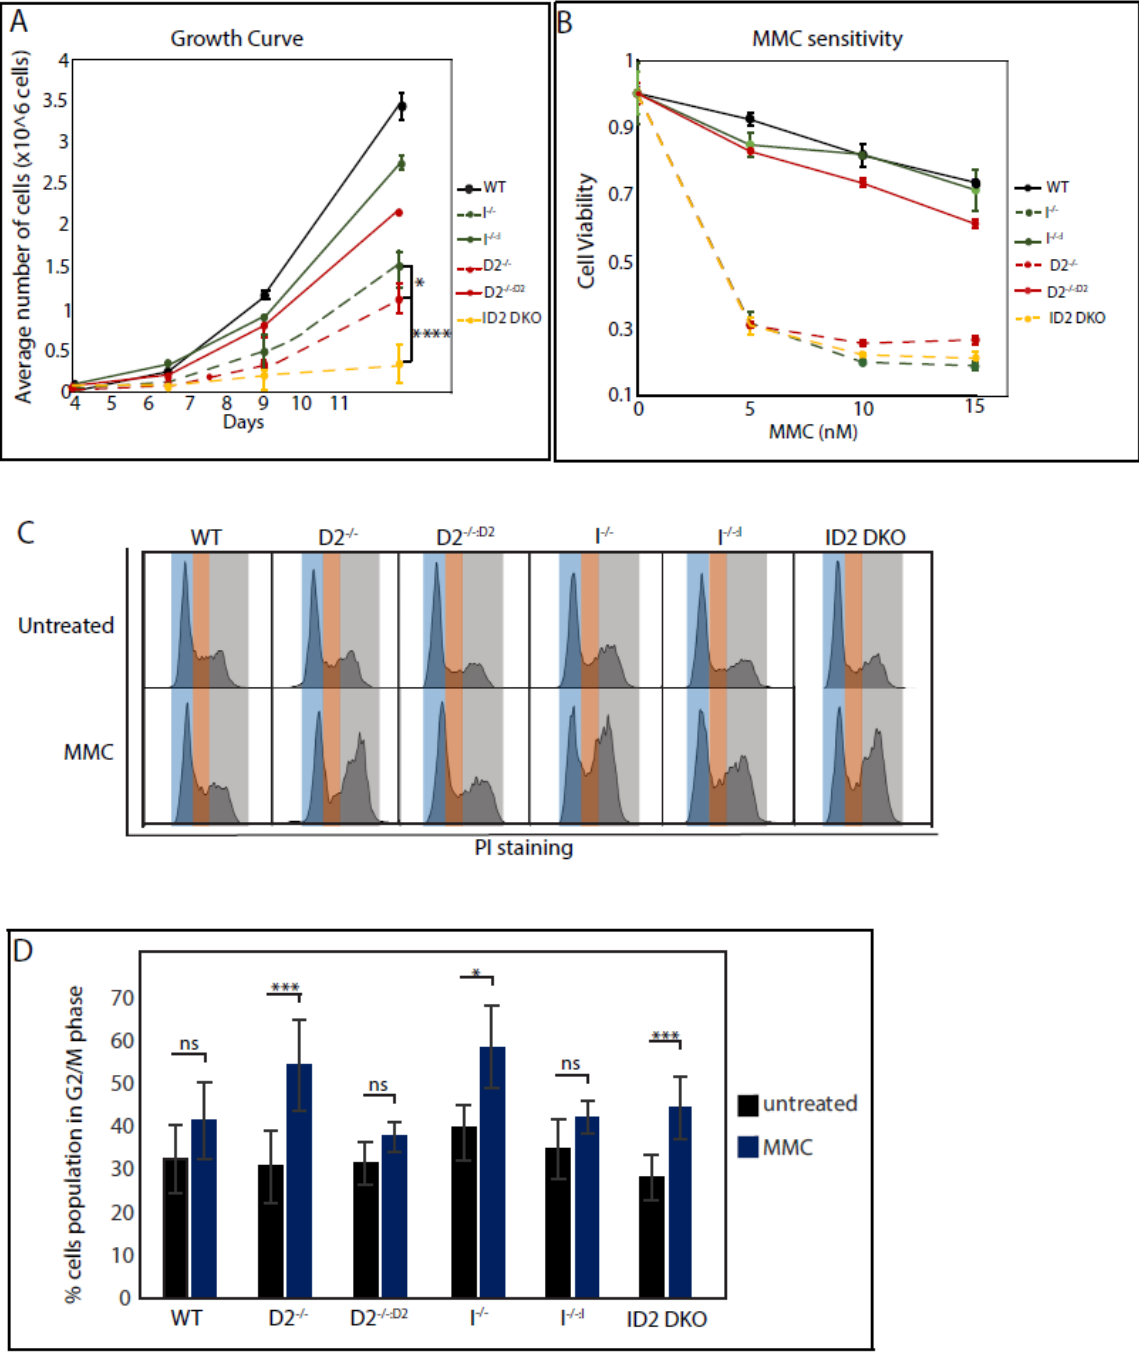 A
Growth Curve
Average number of cells (x10^6 cells)
4
3.5
3
2.5
2
1.5
1
0.5
0
4 5 6 7 8 9 10 11
Days
*
****
WT
I-/-
I-/-:I
D2-/-
D2-/-:D2
ID2 DKO
B
MMC sensitivity
Cell Viability
1
0.9
0.7
0.5
0.3
0.1
0 5 10 15
MMC (nM)
WT
I-/-
I-/-:I
D2-/-
D2-/-:D2
ID2 DKO
C
WT D2-/- D2-/-:D2 I-/- I-/-:I ID2 DKO
Untreated
MMC
PI staining
D
% cells population in G2/M phase
70
60
50
40
30
20
10
0
ns *** ns * ns ***
WT D2-/- D2-/-:D2 I-/- I-/-:I ID2 DKO
untreated
MMC